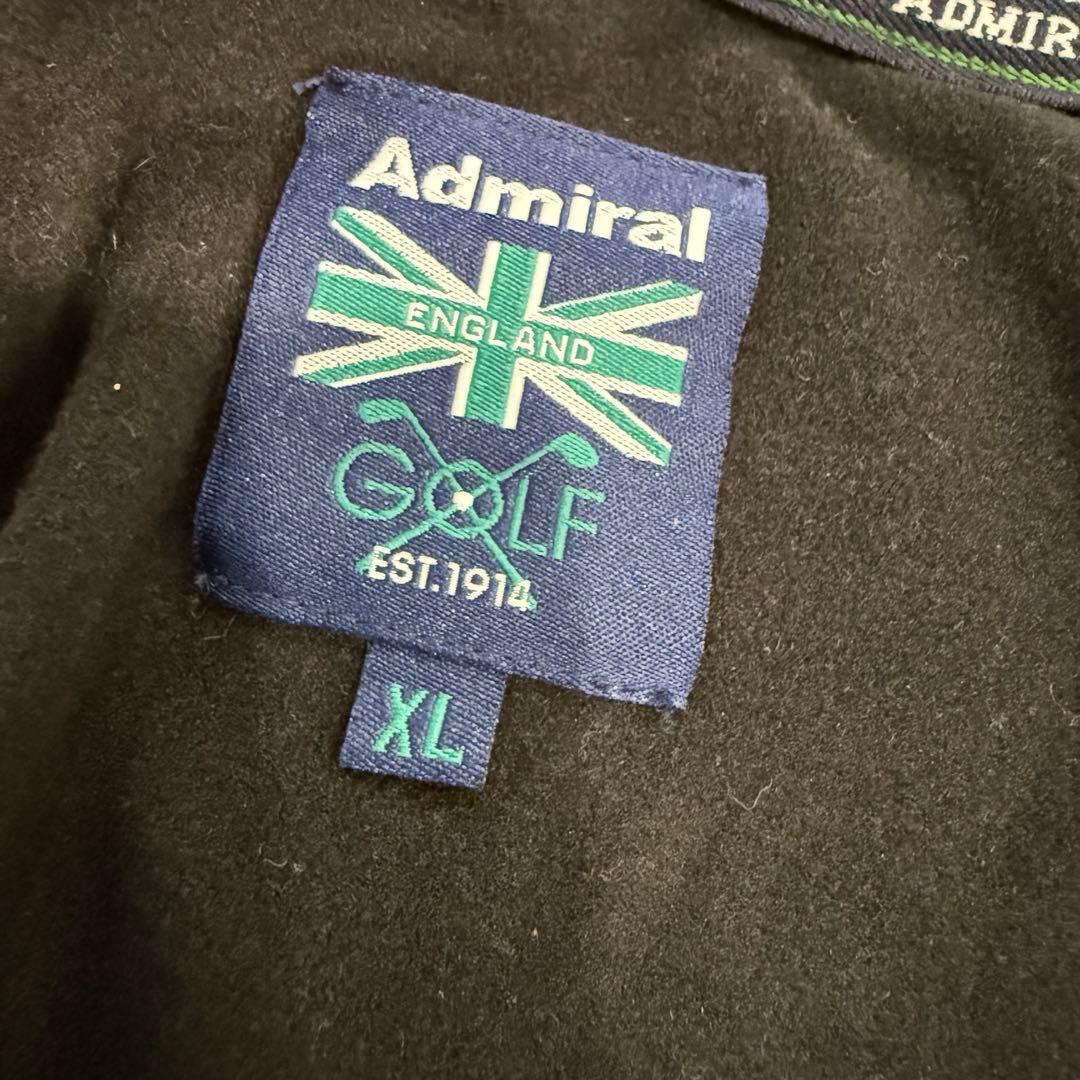 ADMIR
Admiral
ENGLAND
GOLF
EST.1914
XL